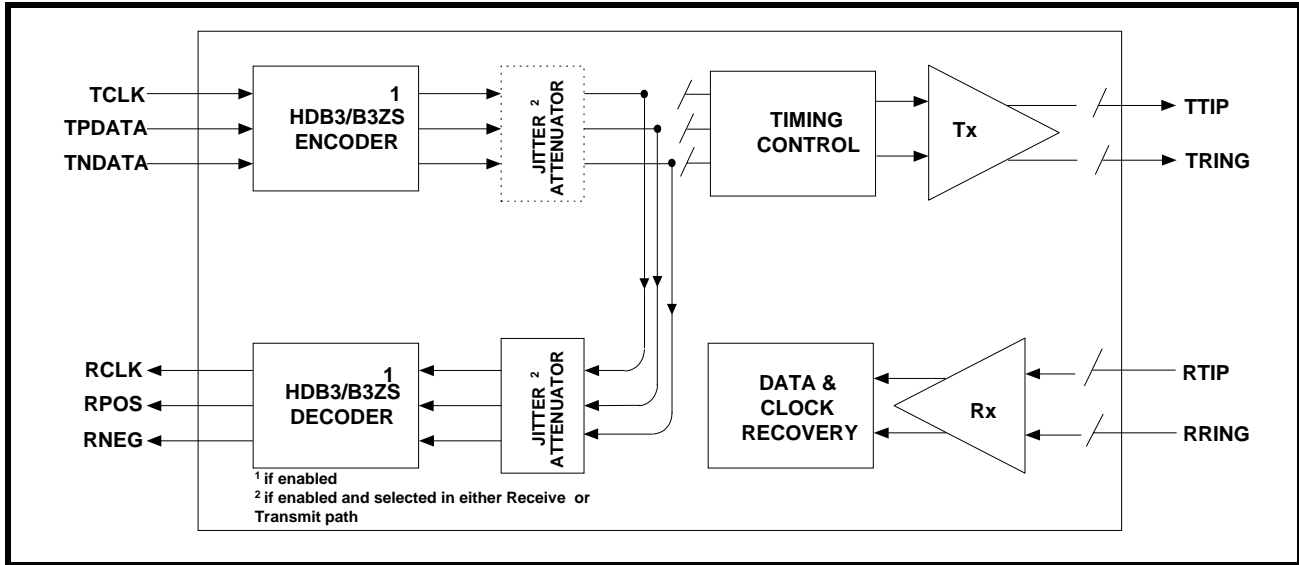 TCLK
TPDATA
TNDATA
1
HDB3/B3ZS
ENCODER
JITTER 2
ATTENUATOR
TIMING
CONTROL
Tx
TTIP
TRING
RCLK
RPOS
RNEG
1
HDB3/B3ZS
DECODER
JITTER 2
ATTENUATOR
DATA &
CLOCK
RECOVERY
Rx
RTIP
RRING
1 if enabled
2 if enabled and selected in either Receive or
Transmit path